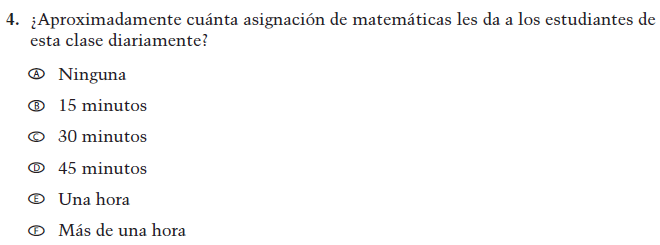 4. ¿Aproximadamente cuánta asignación de matemáticas les da a los estudiantes de
esta clase diariamente?
Ⓐ Ninguna
Ⓑ 15 minutos
Ⓒ 30 minutos
Ⓓ 45 minutos
Ⓔ Una hora
Ⓕ Más de una hora